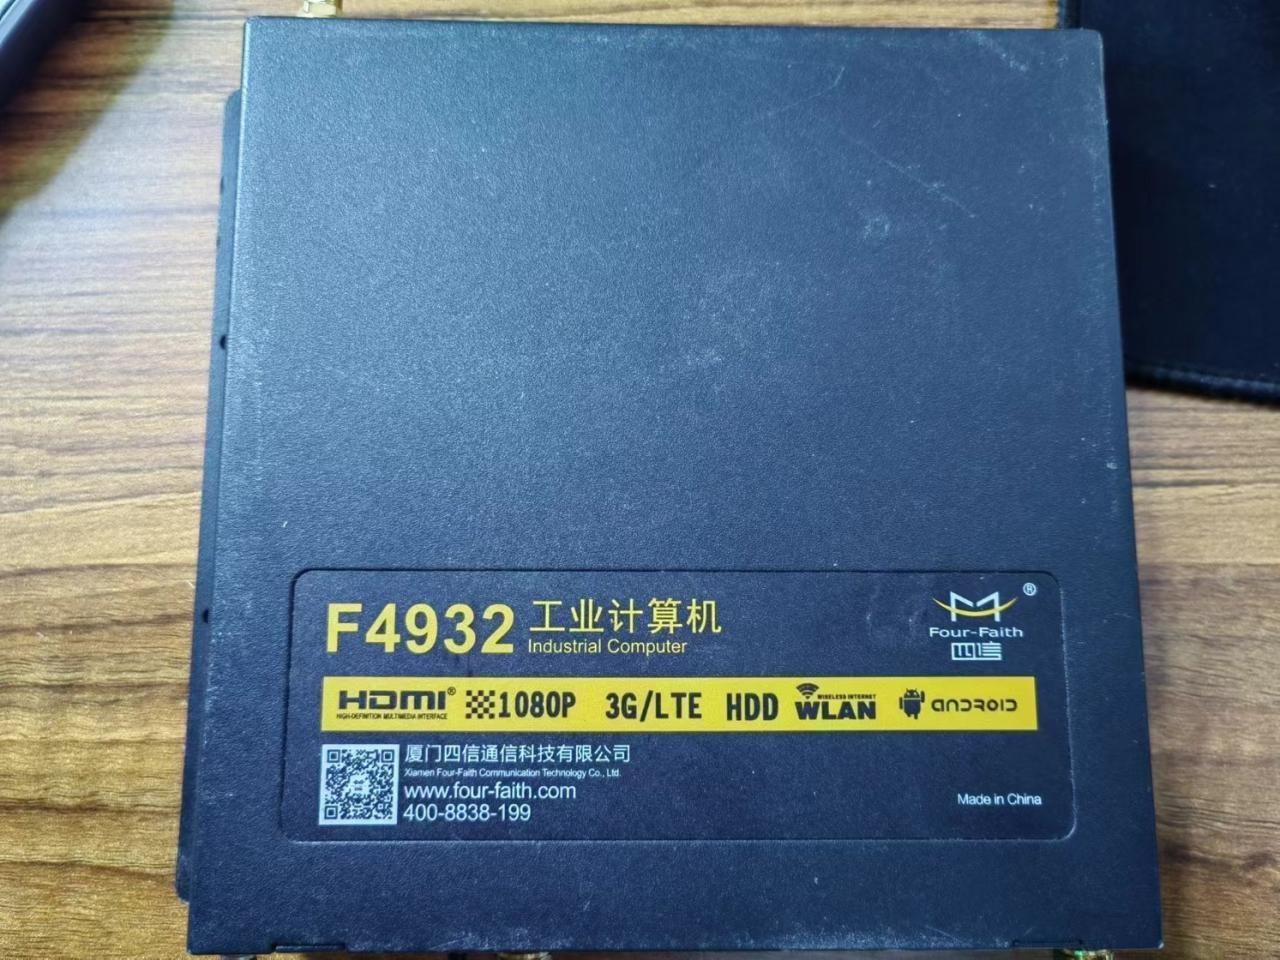 F4932 工业计算机
Industrial Computer
®
Four-Faith
四信
HDMI® 1080P 3G/LTE HDD WIRELESS INTERNET WLAN ANDROID
HIGH-DEFINITION MULTIMEDIA INTERFACE
厦门四信通信科技有限公司
Xiamen Four-Faith Communication Technology Co., Ltd.
www.four-faith.com
400-8838-199
Made in China